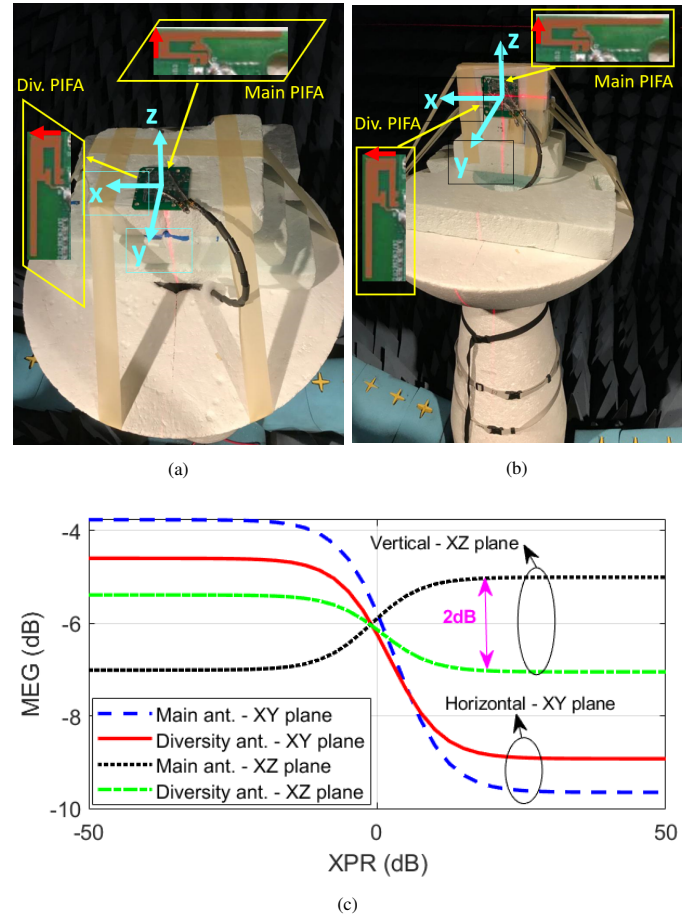 (a)
Div. PIFA
Main PIFA
z
x
y
(b)
z
Main PIFA
x
Div. PIFA
y
(c)
-4
-6
-8
-10
MEG (dB)
-50
0
50
XPR (dB)
Vertical - XZ plane
2dB
Horizontal - XY plane
Main ant. - XY plane
Diversity ant. - XY plane
Main ant. - XZ plane
Diversity ant. - XZ plane